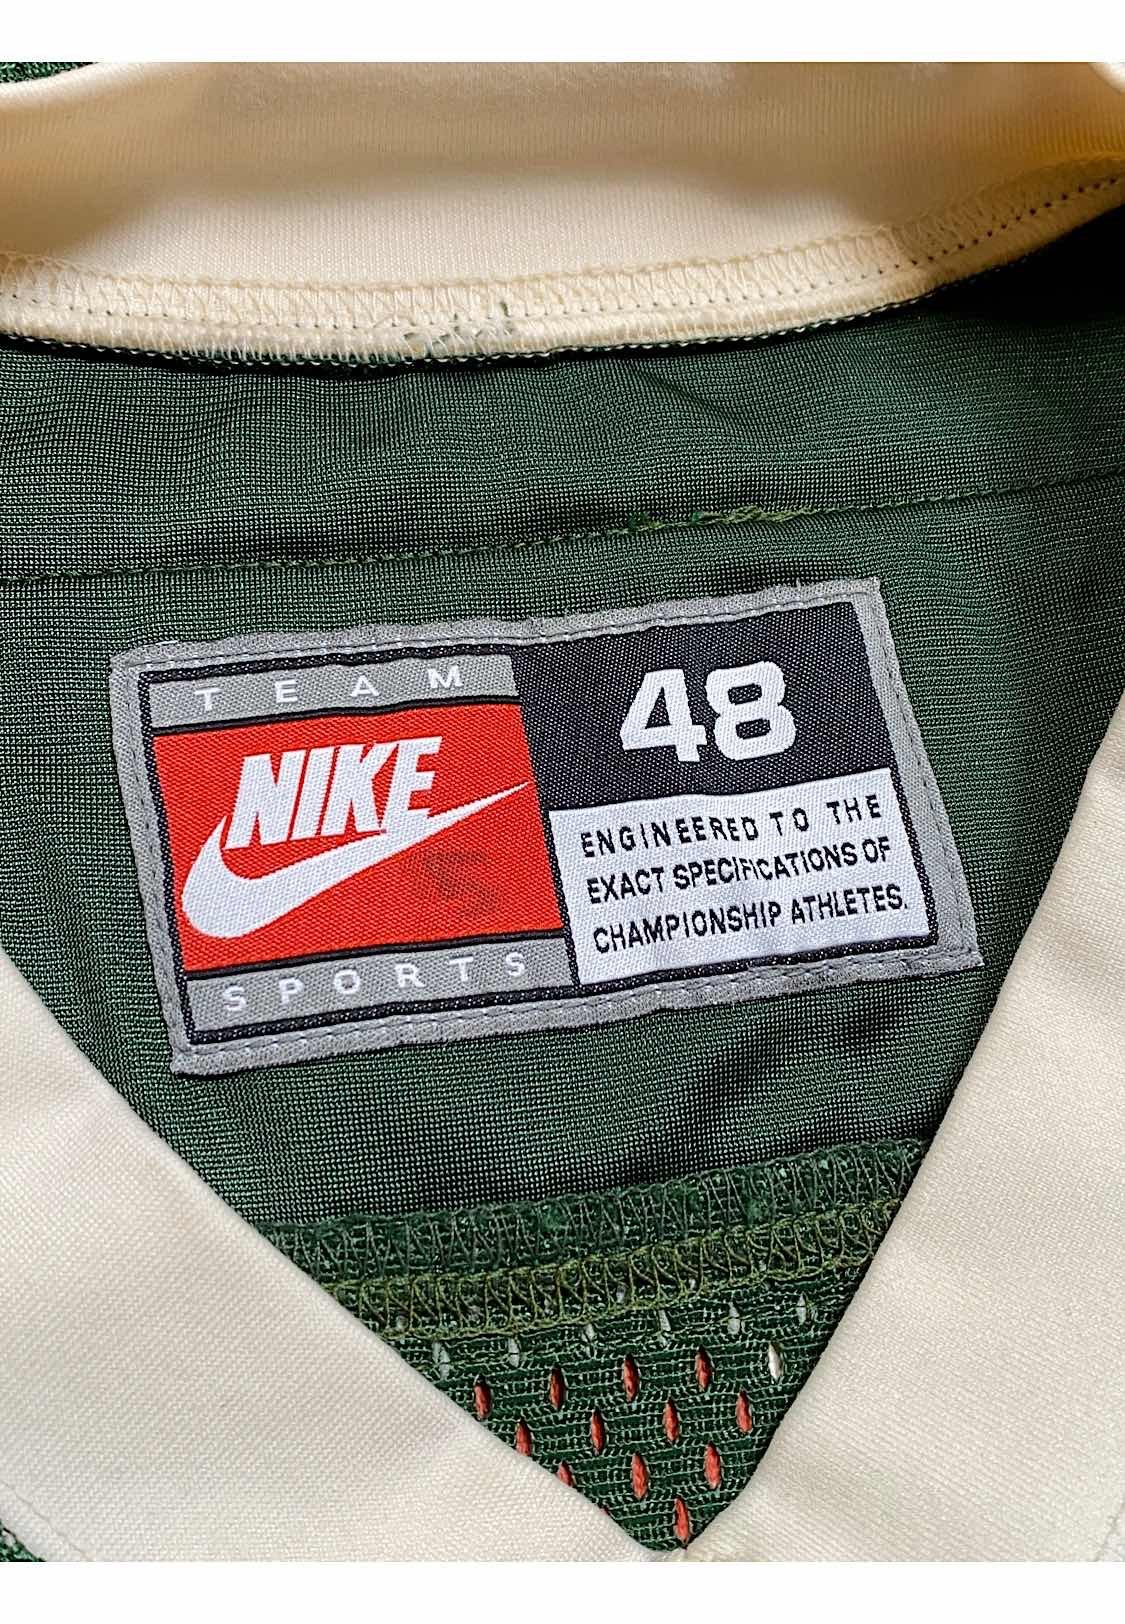 TEAM
NIKE
SPORTS
48
ENGINEERED TO THE
EXACT SPECIFICATIONS OF
CHAMPIONSHIP ATHLETES.